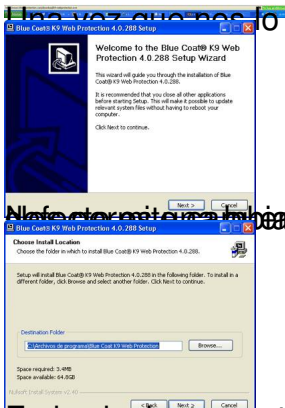 Una vez que nos lo
Blue Coat® K9 Web Protection 4.0.288 Setup
Welcome to the Blue Coat® K9 Web
Protection 4.0.288 Setup Wizard
This wizard will guide you through the installation of Blue
Coat® K9 Web Protection 4.0.288.
It is recommended that you close all other applications
before starting Setup. This will make it possible to update
relevant system files without having to reboot your
computer.
Click Next to continue.
Next > Cancel
Blue Coat® K9 Web Protection 4.0.288 Setup
Choose Install Location
Choose the folder in which to install Blue Coat® K9 Web Protection 4.0.288.
Setup will install Blue Coat® K9 Web Protection 4.0.288 in the following folder. To install in a
different folder, click Browse and select another folder. Click Next to continue.
Destination Folder
C:\Archivos de programa\Blue Coat K9 Web Protection
Browse...
Space required: 3.4MB
Space available: 64.8GB
Nullsoft Install System v2.40
< Back Next > Cancel